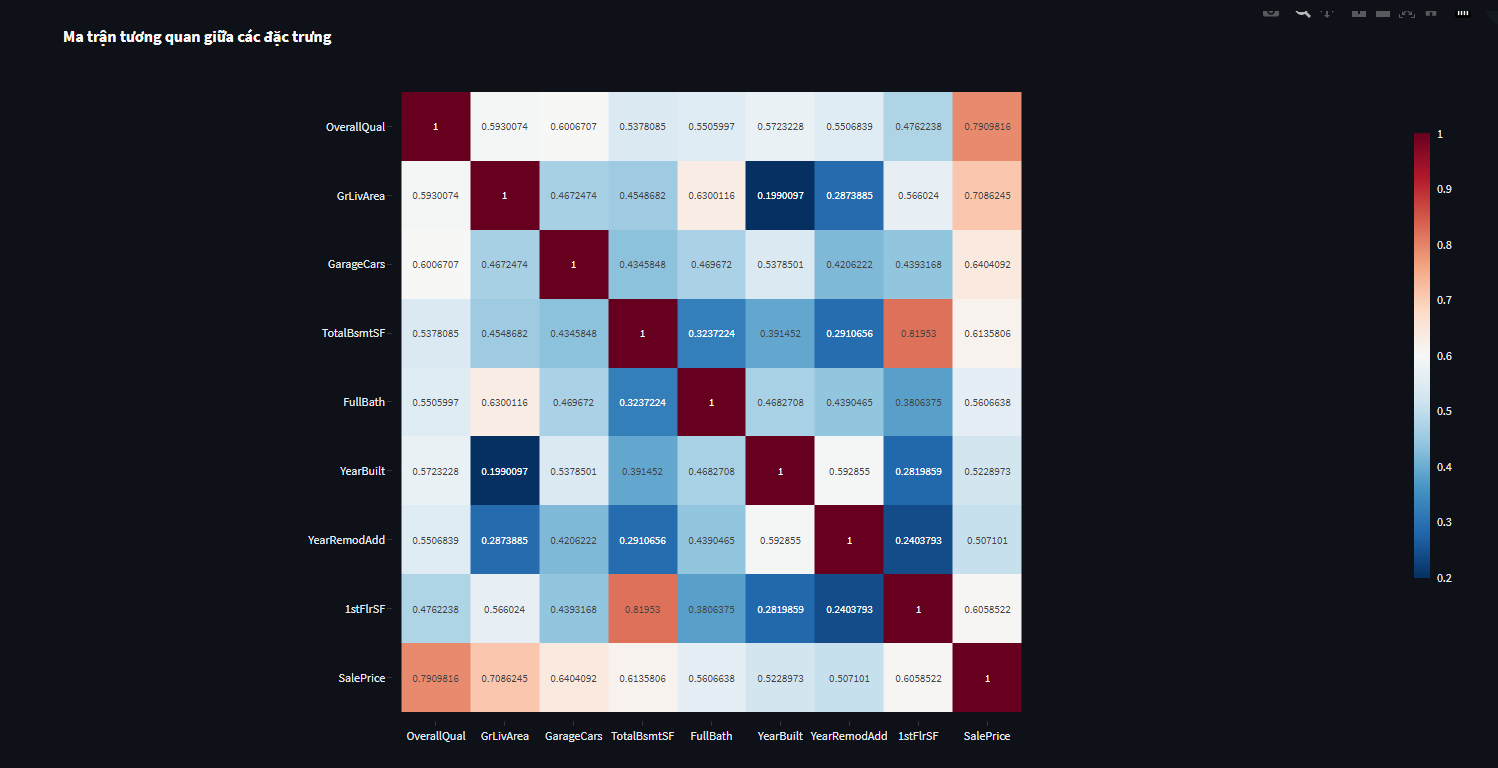 Ma trận tương quan giữa các đặc trưng
OverallQual 1 0.5930074 0.6006707 0.5378085 0.5505997 0.5723228 0.5506839 0.4762238 0.7909816
GrLivArea 0.5930074 1 0.4672474 0.4548682 0.6300116 0.1990097 0.2873885 0.566024 0.7086245
GarageCars 0.6006707 0.4672474 1 0.4345848 0.469672 0.5378501 0.4206222 0.4393168 0.6404092
TotalBsmtSF 0.5378085 0.4548682 0.4345848 1 0.3237224 0.391452 0.2910656 0.81953 0.6135806
FullBath 0.5505997 0.6300116 0.469672 0.3237224 1 0.4682708 0.4390465 0.3806375 0.5606638
YearBuilt 0.5723228 0.1990097 0.5378501 0.391452 0.4682708 1 0.592855 0.2819859 0.5228973
YearRemodAdd 0.5506839 0.2873885 0.4206222 0.2910656 0.4390465 0.592855 1 0.2403793 0.507101
1stFlrSF 0.4762238 0.566024 0.4393168 0.81953 0.3806375 0.2819859 0.2403793 1 0.6058522
SalePrice 0.7909816 0.7086245 0.6404092 0.6135806 0.5606638 0.5228973 0.507101 0.6058522 1
OverallQual GrLivArea GarageCars TotalBsmtSF FullBath YearBuilt YearRemodAdd 1stFlrSF SalePrice
1
0.9
0.8
0.7
0.6
0.5
0.4
0.3
0.2